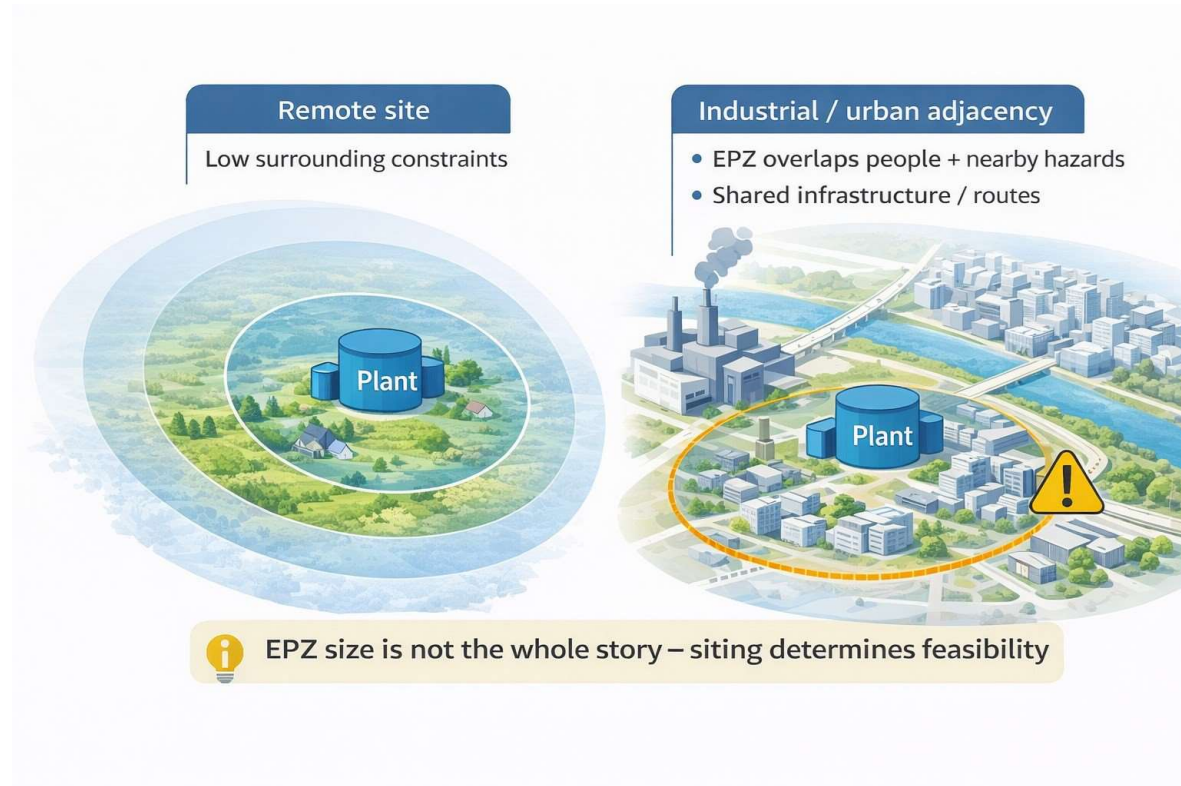 Remote site
Low surrounding constraints
Plant
Industrial / urban adjacency
• EPZ overlaps people + nearby hazards
• Shared infrastructure / routes
Plant
EPZ size is not the whole story – siting determines feasibility